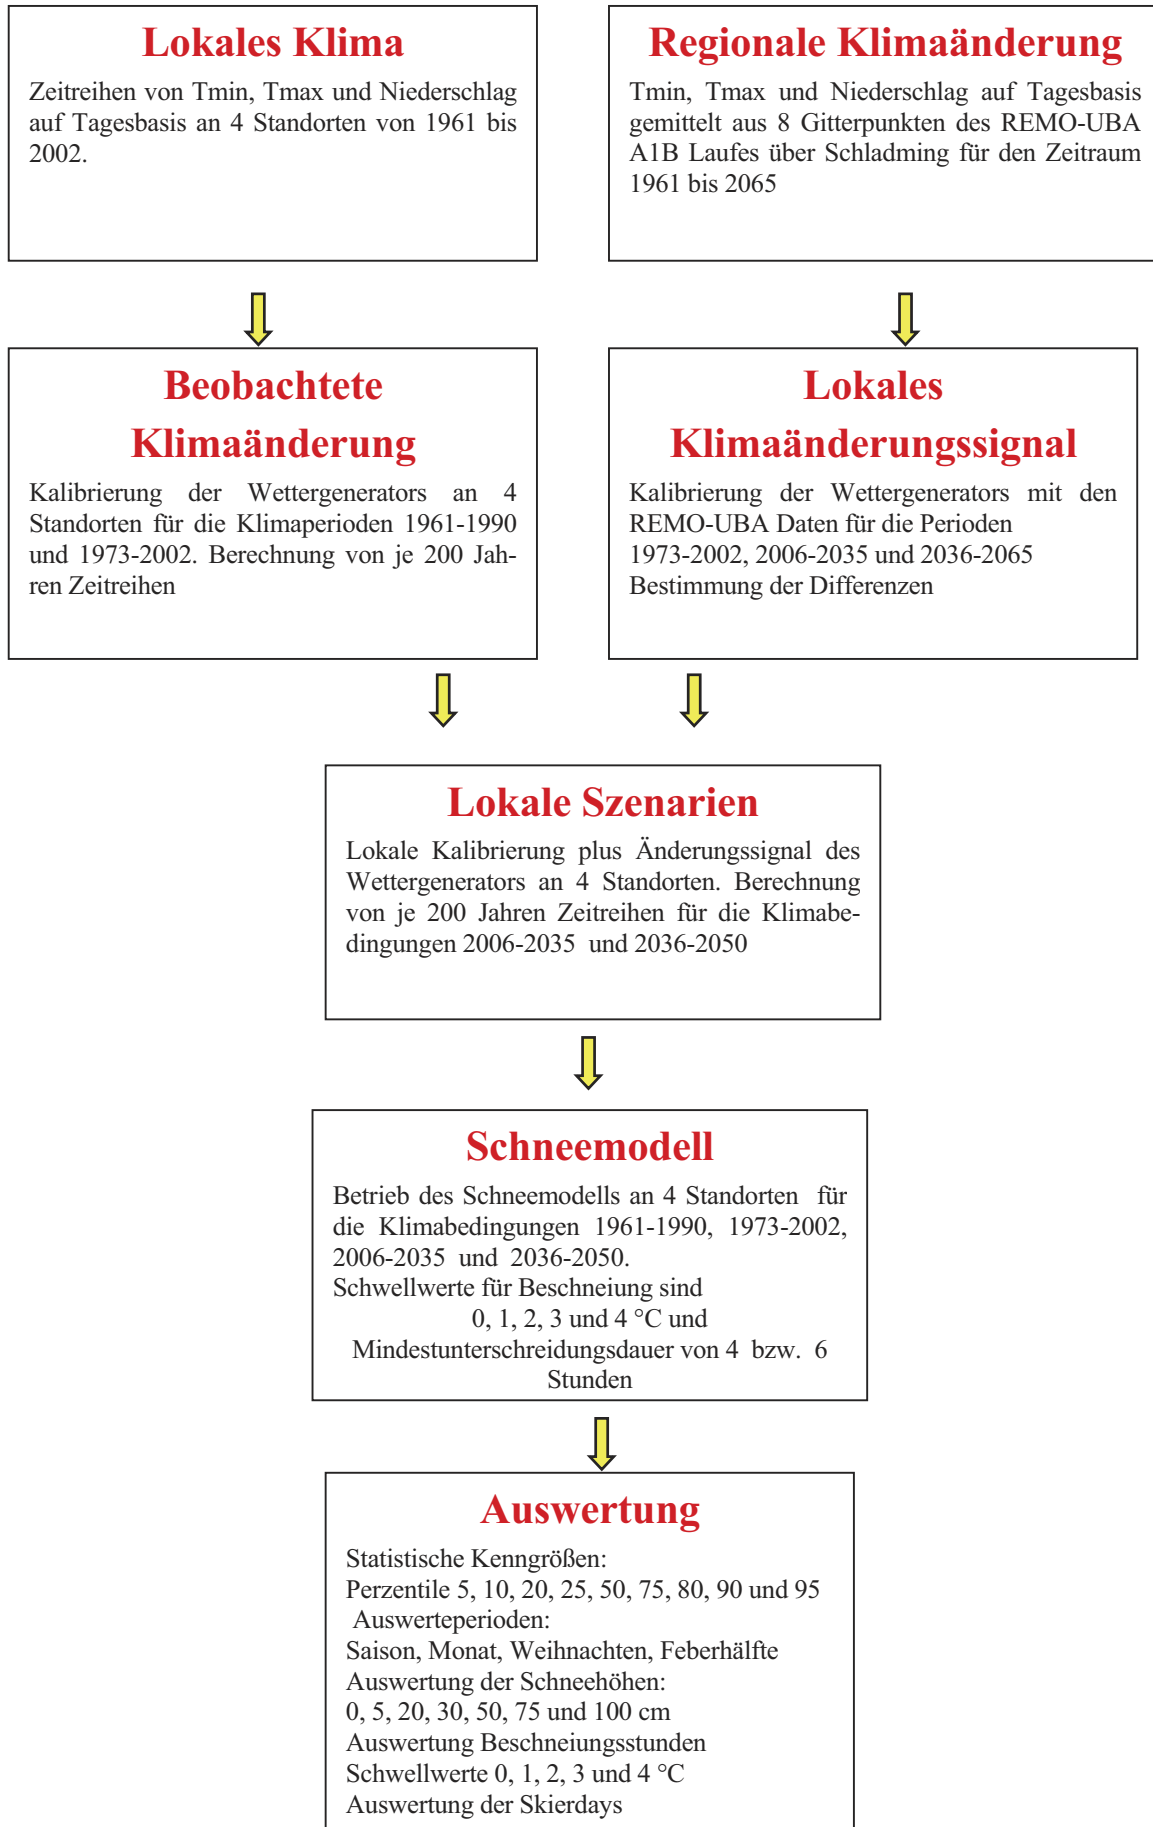 Lokales Klima
Zeitreihen von Tmin, Tmax und Niederschlag
auf Tagesbasis an 4 Standorten von 1961 bis
2002.
Regionale Klimaänderung
Tmin, Tmax und Niederschlag auf Tagesbasis
gemittelt aus 8 Gitterpunkten des REMO-UBA
A1B Laufes über Schladming für den Zeitraum
1961 bis 2065
Beobachtete
Klimaänderung
Kalibrierung der Wettergenerators an 4
Standorten für die Klimaperioden 1961-1990
und 1973-2002. Berechnung von je 200 Jah-
ren Zeitreihen
Lokales
Klimaänderungssignal
Kalibrierung der Wettergenerators mit den
REMO-UBA Daten für die Perioden
1973-2002, 2006-2035 und 2036-2065
Bestimmung der Differenzen
Lokale Szenarien
Lokale Kalibrierung plus Änderungssignal des
Wettergenerators an 4 Standorten. Berechnung
von je 200 Jahren Zeitreihen für die Klimabe-
dingungen 2006-2035 und 2036-2050
Schneemodell
Betrieb des Schneemodells an 4 Standorten für
die Klimabedingungen 1961-1990, 1973-2002,
2006-2035 und 2036-2050.
Schwellwerte für Beschneiung sind
0, 1, 2, 3 und 4 °C und
Mindestunterschreidungsdauer von 4 bzw. 6
Stunden
Auswertung
Statistische Kenngrößen:
Perzentile 5, 10, 20, 25, 50, 75, 80, 90 und 95
Auswerteperioden:
Saison, Monat, Weihnachten, Feberhälfte
Auswertung der Schneehöhen:
0, 5, 20, 30, 50, 75 und 100 cm
Auswertung Beschneiungsstunden
Schwellwerte 0, 1, 2, 3 und 4 °C
Auswertung der Skierdays